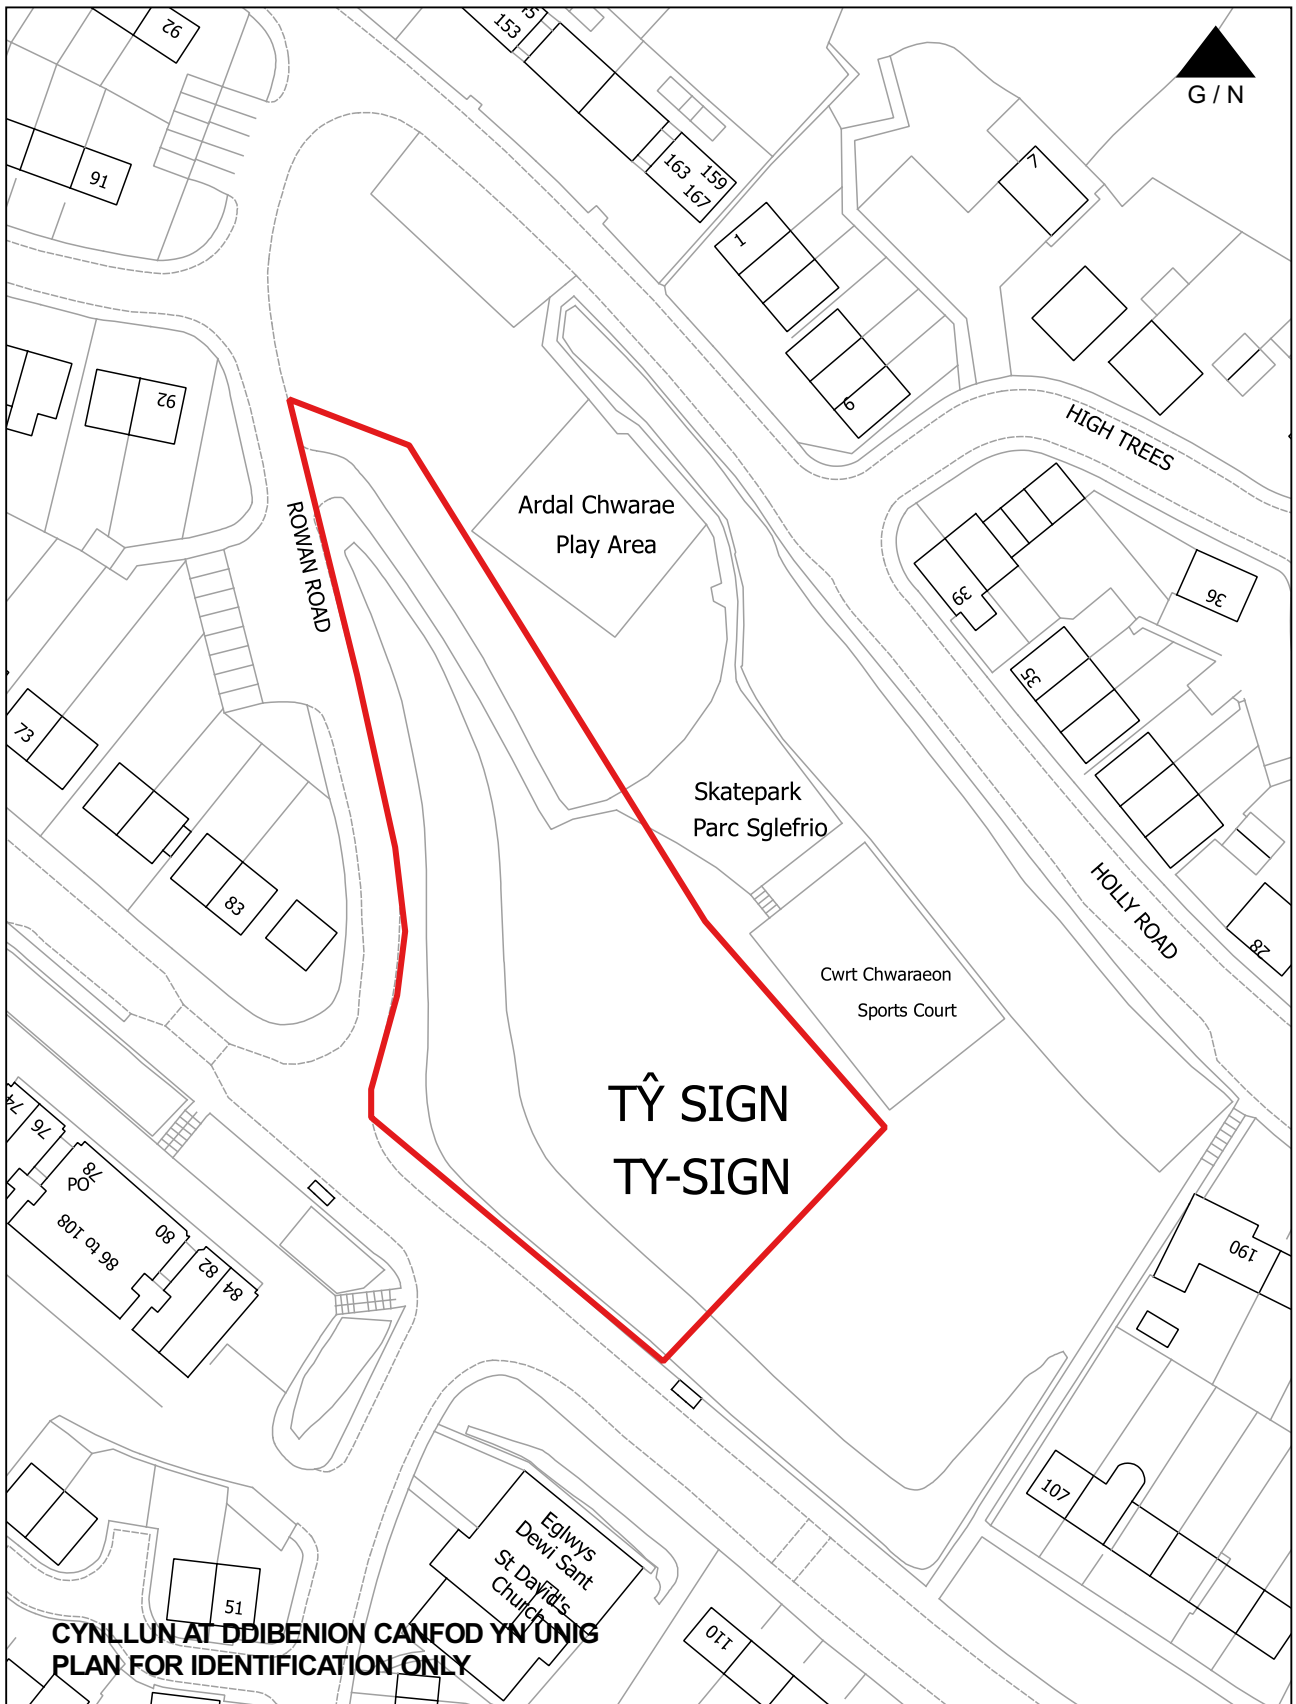 92
153
G / N
91
163 159
167
7
1
6
92
HIGH TREES
ROWAN ROAD
Ardal Chwarae
Play Area
39
36
35
73
83
Skatepark
Parc Sglefrio
HOLLY ROAD
28
Cwrt Chwaraeon
Sports Court
TŶ SIGN
TY-SIGN
74
76
78
PO
80
86 to 108
82
84
190
107
Eglwys
Dewi Sant
St David's
Church
51
110
CYNLLUN AT DDIBENION CANFOD YN UNIG
PLAN FOR IDENTIFICATION ONLY